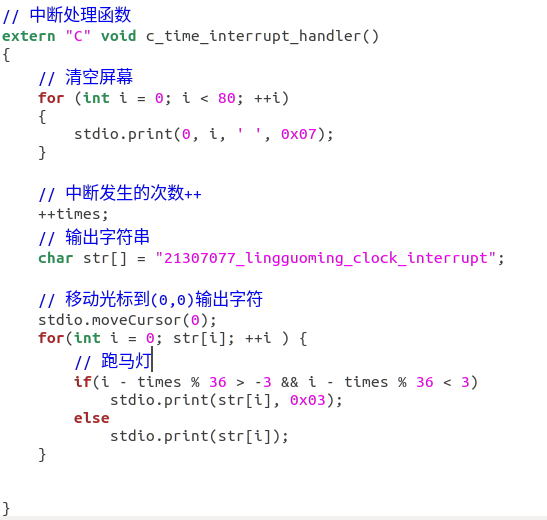 // 中断处理函数
extern "C" void c_time_interrupt_handler()
{
    // 清空屏幕
    for (int i = 0; i < 80; ++i)
    {
        stdio.print(0, i, ' ', 0x07);
    }

    // 中断发生的次数++
    ++times;
    // 输出字符串
    char str[] = "21307077_lingguoming_clock_interrupt";

    // 移动光标到(0,0)输出字符
    stdio.moveCursor(0);
    for(int i = 0; str[i]; ++i ) {
        // 跑马灯
        if(i - times % 36 > -3 && i - times % 36 < 3)
            stdio.print(str[i], 0x03);
        else
            stdio.print(str[i]);
    }


}